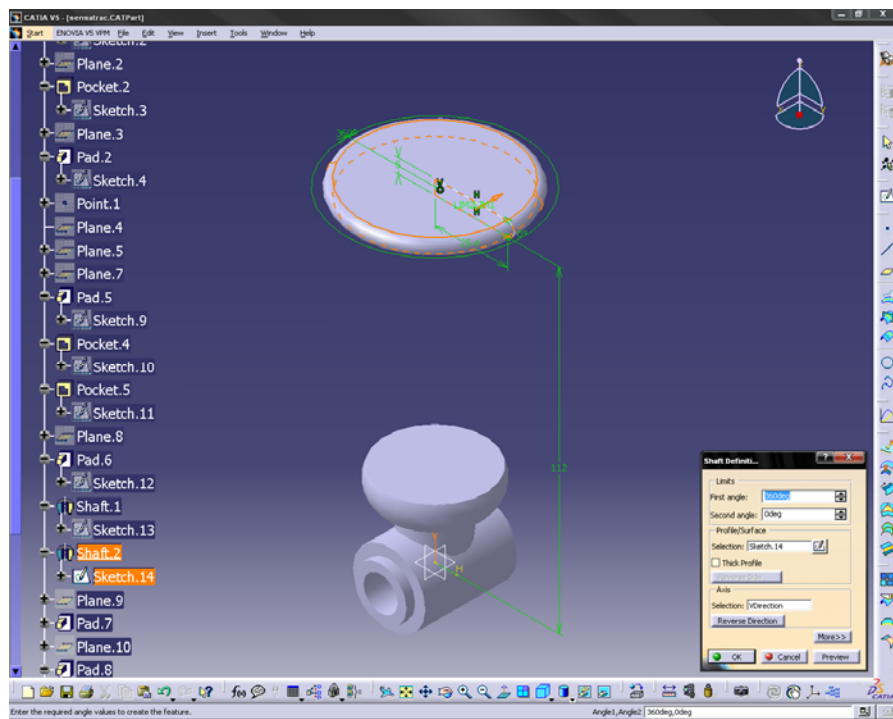 CATIA V5 - [nermatrac.CATPart]
Start ENOVIA V5 VPM File Edit View Insert Tools Window Help
Sketch.2
Plane.2
Pocket.2
Sketch.3
Plane.3
Pad.2
Sketch.4
Point.1
Plane.4
Plane.5
Plane.7
Pad.5
Sketch.9
Pocket.4
Sketch.10
Pocket.5
Sketch.11
Plane.8
Pad.6
Sketch.12
Shaft.1
Sketch.13
Shaft.2
Sketch.14
Plane.9
Pad.7
Plane.10
Pad.8
V
H
H
112
Y
H
Shaft Definiti...
Limits
First angle: 360deg
Second angle: 0deg
Profile/Surface
Selection: Sketch.14
Thick Profile
Axis
Selection: VDirection
Reverse Direction
More>>
OK Cancel Preview
f(x)
CATIA
Enter the required angle values to create the feature.
Angle1,Angle2 360deg,0deg